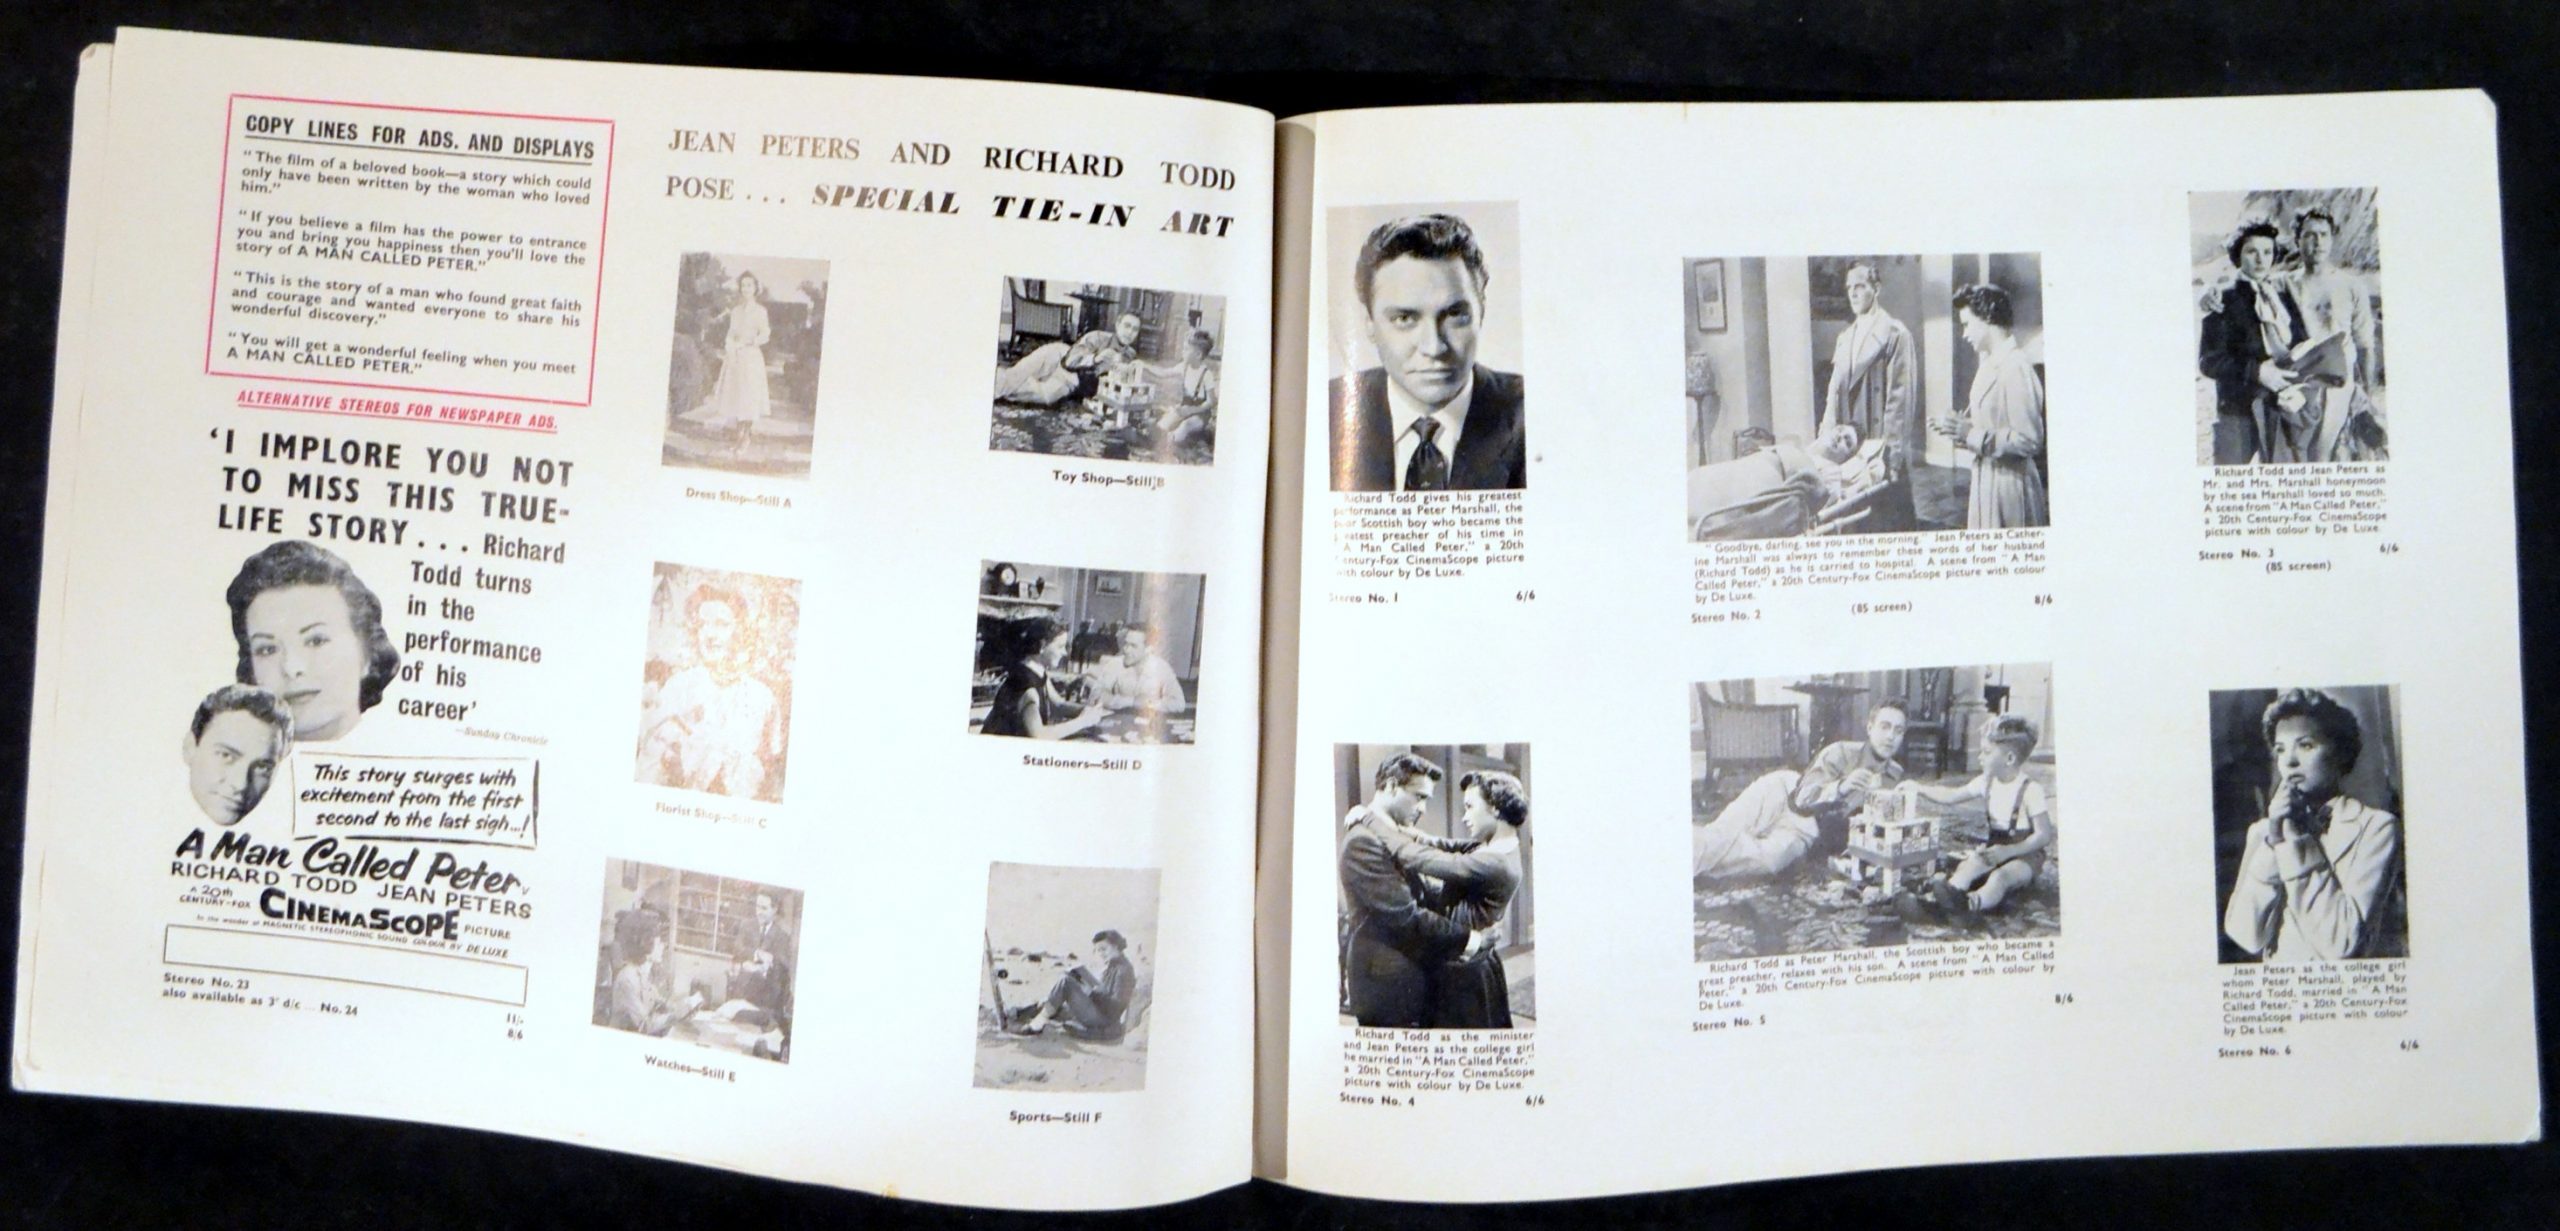 COPY LINES FOR ADS. AND DISPLAYS
" The film of a beloved book—a story which could
only have been written by the woman who loved
him."
" If you believe a film has the power to entrance
you and bring you happiness then you'll love the
story of A MAN CALLED PETER."
" This is the story of a man who found great faith
and courage and wanted everyone to share his
wonderful discovery."
" You will get a wonderful feeling when you meet
A MAN CALLED PETER."
ALTERNATIVE STEREOS FOR NEWSPAPER ADS.
'I IMPLORE YOU NOT
TO MISS THIS TRUE-
LIFE STORY . . . Richard
Todd turns
in the
performance
of his
career'
—Sunday Chronicle
This story surges with
excitement from the first
second to the last sigh...!
A Man Called Peter
RICHARD TODD JEAN PETERS
A 20th
CENTURY-FOX CINEMASCOPE PICTURE
In the wonder of MAGNETIC STEREOPHONIC SOUND COLOUR BY DE LUXE
Stereo No. 23
also available as 3" d/c ... No. 24
11/-
8/6
JEAN PETERS AND RICHARD TODD
POSE . . . SPECIAL TIE-IN ART
Dress Shop—Still A
Toy Shop—Still B
Florist Shop—Still C
Stationers—Still D
Watches—Still E
Sports—Still F
Richard Todd gives his greatest
performance as Peter Marshall, the
poor Scottish boy who became the
greatest preacher of his time in
"A Man Called Peter," a 20th
Century-Fox CinemaScope picture
with colour by De Luxe.
Stereo No. 1 6/6
" Goodbye, darling, see you in the morning." Jean Peters as Cather-
ine Marshall was always to remember these words of her husband
(Richard Todd) as he is carried to hospital. A scene from " A Man
Called Peter," a 20th Century-Fox CinemaScope picture with colour
by De Luxe.
Stereo No. 2 (85 screen) 8/6
Richard Todd and Jean Peters as
Mr. and Mrs. Marshall honeymoon
by the sea Marshall loved so much.
A scene from "A Man Called Peter,"
a 20th Century-Fox CinemaScope
picture with colour by De Luxe.
Stereo No. 3 6/6
(85 screen)
Richard Todd as the minister
and Jean Peters as the college girl
he married in "A Man Called Peter,"
a 20th Century-Fox CinemaScope
picture with colour by De Luxe.
Stereo No. 4 6/6
Richard Todd as Peter Marshall, the Scottish boy who became a
great preacher, relaxes with his son. A scene from " A Man Called
Peter," a 20th Century-Fox CinemaScope picture with colour by
De Luxe.
Stereo No. 5 8/6
Jean Peters as the college girl
whom Peter Marshall, played by
Richard Todd, married in " A Man
Called Peter," a 20th Century-Fox
CinemaScope picture with colour
by De Luxe.
Stereo No. 6 6/6